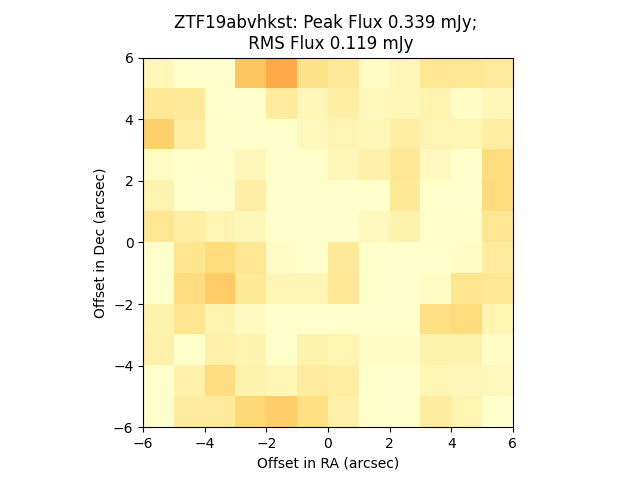 ZTF19abvhkst: Peak Flux 0.339 mJy;
RMS Flux 0.119 mJy
6
4
2
0
−2
−4
−6
Offset in Dec (arcsec)
−6 −4 −2 0 2 4 6
Offset in RA (arcsec)